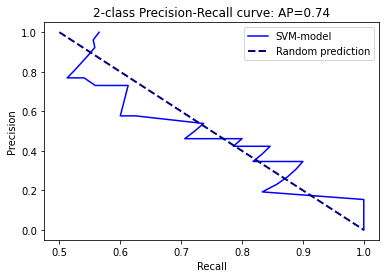 2-class Precision-Recall curve: AP=0.74
SVM-model
Random prediction
Precision
1.0
0.8
0.6
0.4
0.2
0.0
0.5
0.6
0.7
0.8
0.9
1.0
Recall